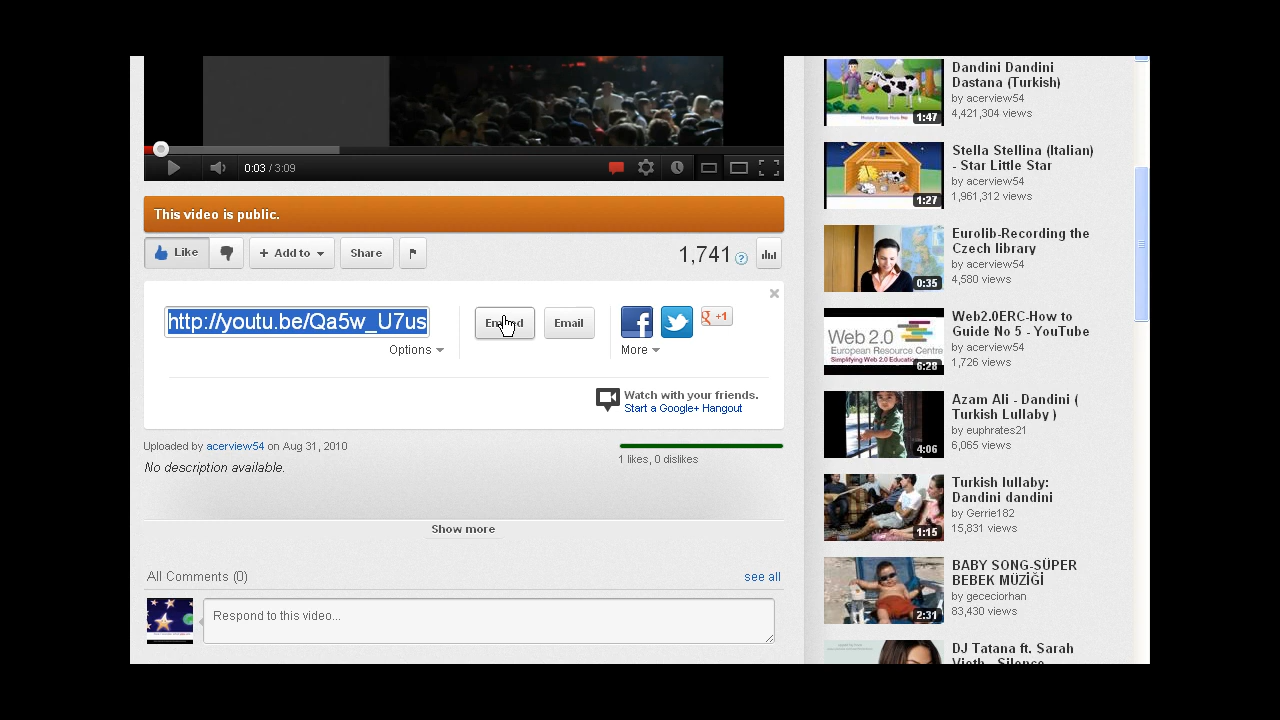 0:03 / 3:09
This video is public.
Like
+ Add to
Share
1,741
http://youtu.be/Qa5w_U7us
Email
g +1
Options
More
Watch with your friends.
Start a Google+ Hangout
Uploaded by acerview54 on Aug 31, 2010
1 likes, 0 dislikes
No description available.
Show more
All Comments (0)
see all
Respond to this video...
Dandini Dandini
Dastana (Turkish)
by acerview54
4,421,304 views
1:47
Stella Stellina (Italian)
- Star Little Star
by acerview54
1,961,312 views
1:27
Eurolib-Recording the
Czech library
by acerview54
4,580 views
0:35
Web 2.0
European Resource Centre
Simplifying Web 2.0 Education
6:28
Web2.0ERC-How to
Guide No 5 - YouTube
by acerview54
1,726 views
Azam Ali - Dandini (
Turkish Lullaby )
by euphrates21
6,065 views
4:06
Turkish lullaby:
Dandini dandini
by Gerrie182
15,831 views
1:15
BABY SONG-SÜPER
BEBEK MÜZİĞİ
by gececiorhan
83,430 views
2:31
DJ Tatana ft. Sarah